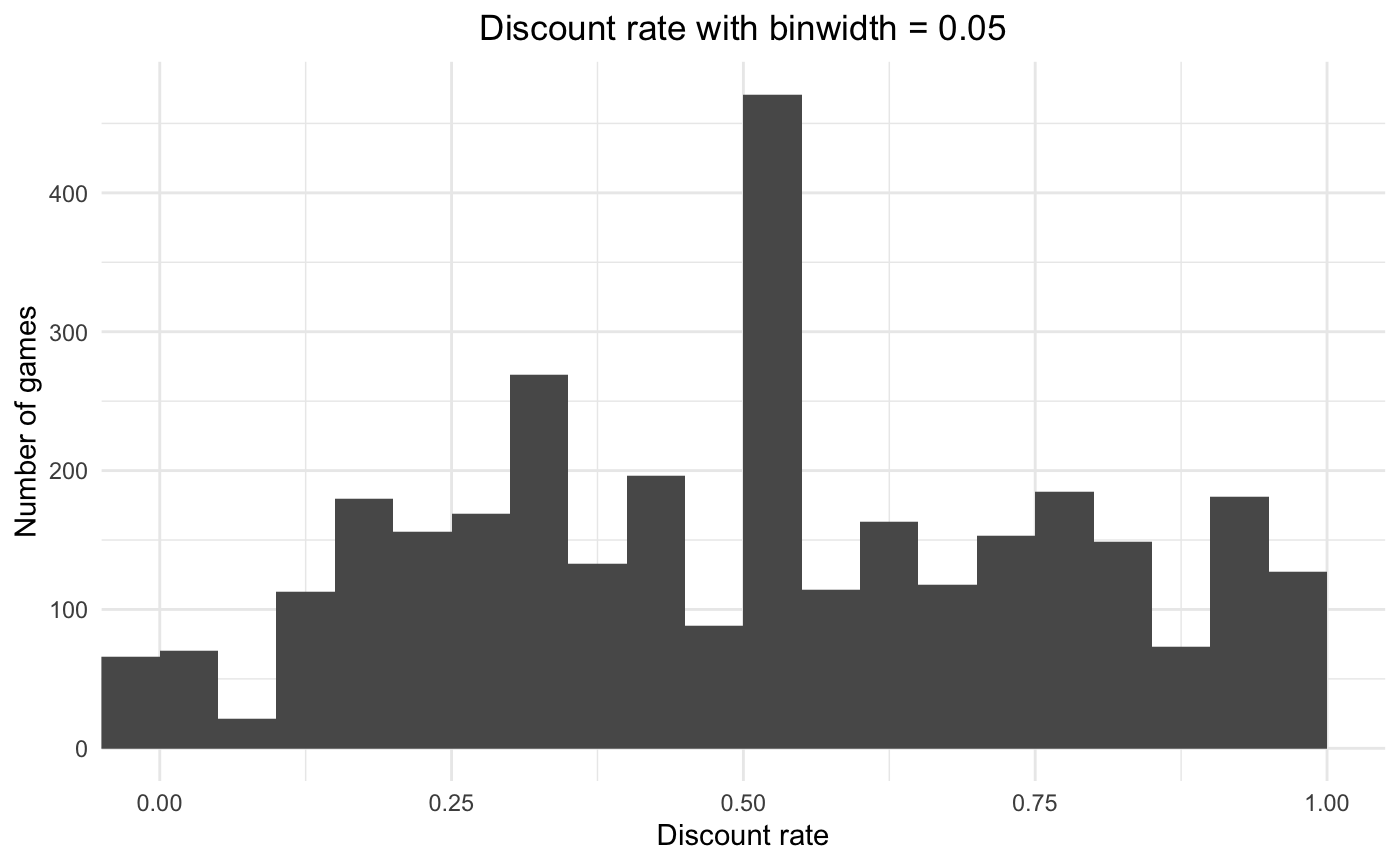 Discount rate with binwidth = 0.05
Number of games
400
300
200
100
0
0.00 0.25 0.50 0.75 1.00
Discount rate